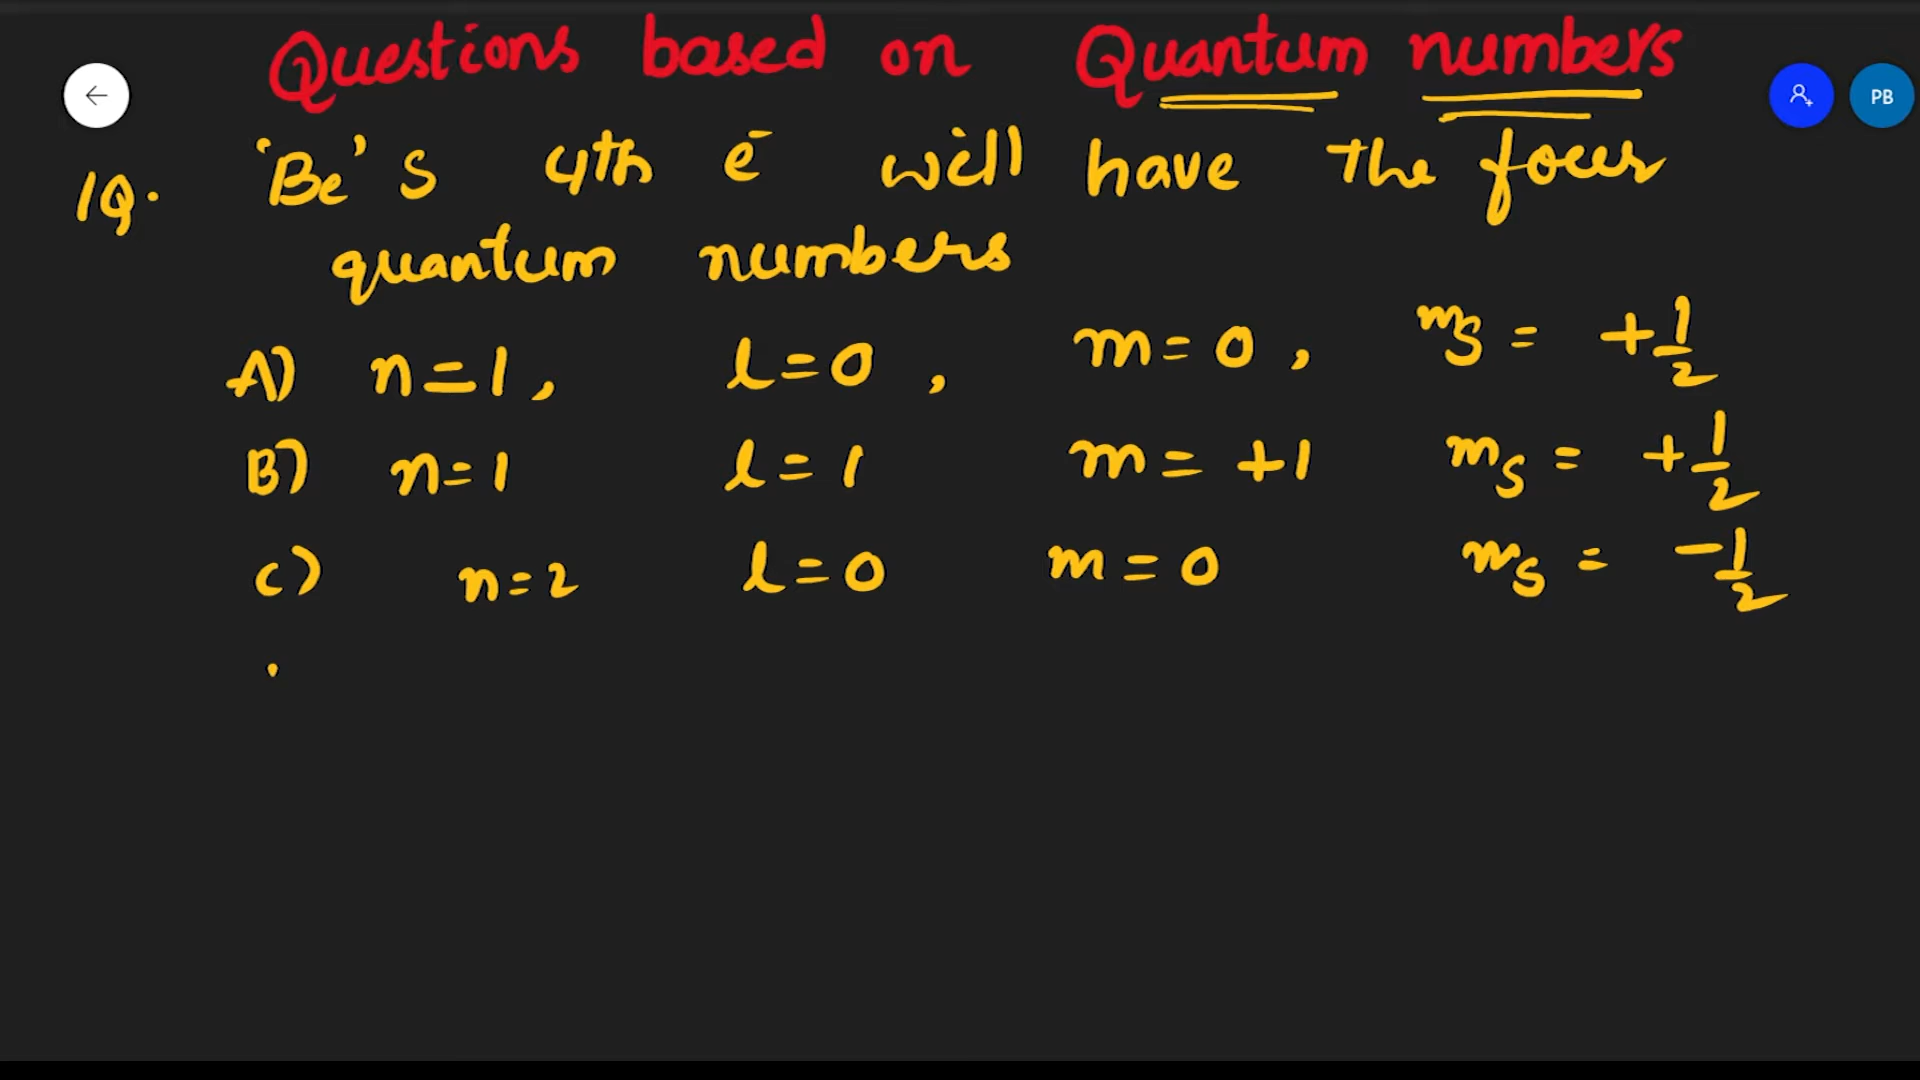 Questions based on Quantum numbers
PB
1Q. 'Be's 4th e⁻ will have the four
quantum numbers
A) n=1, l=0, m=0, ms = +1/2
B) n=1 l=1 m=+1 ms = +1/2
C) n=2 l=0 m=0 ms = -1/2